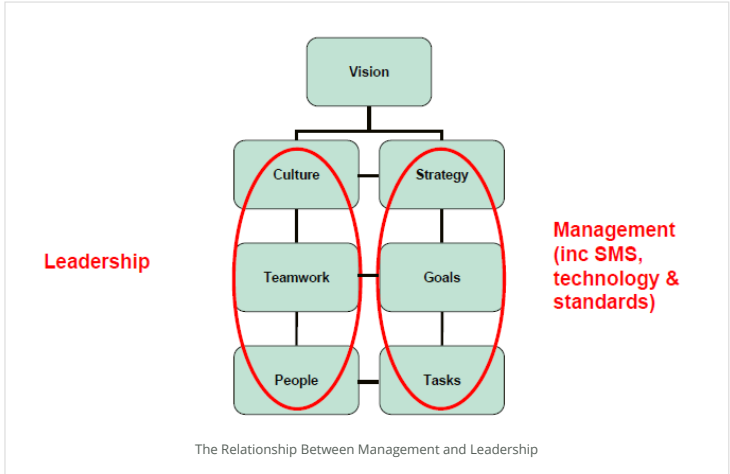 Vision
Culture
Strategy
Leadership
Management
(inc SMS,
technology &
standards)
Teamwork
Goals
People
Tasks
The Relationship Between Management and Leadership